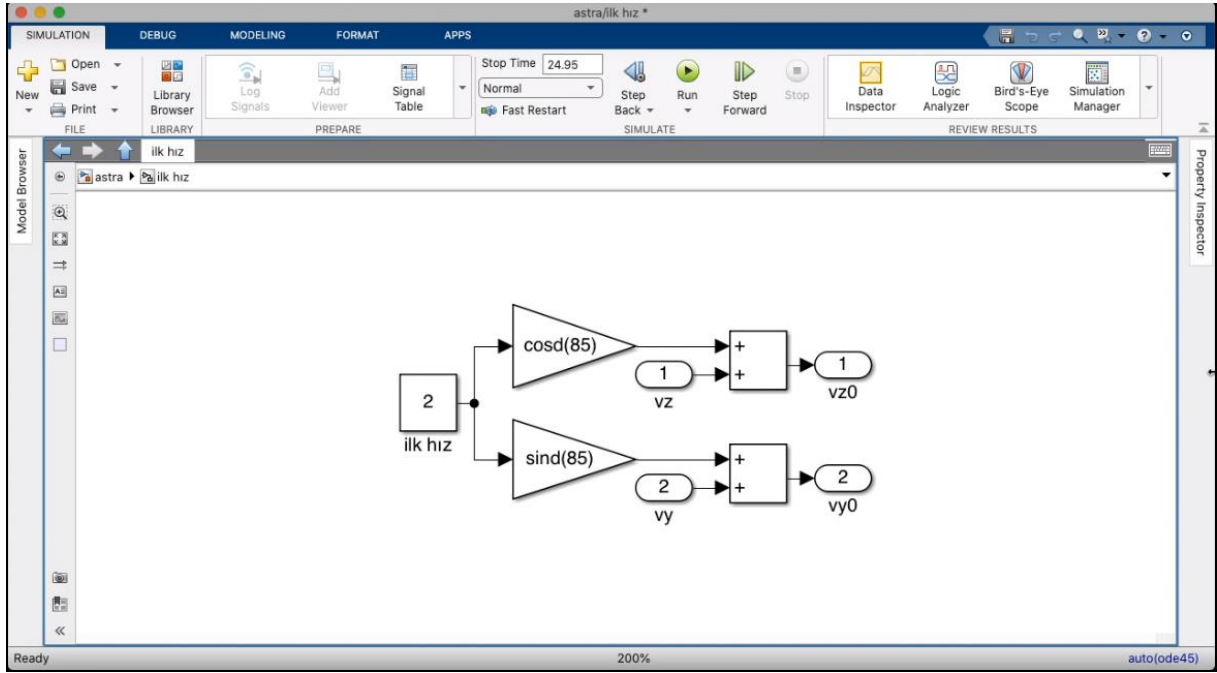 astra/ilk hız *
SIMULATION DEBUG MODELING FORMAT APPS
New
Open
Save
Print
FILE
Library Browser
LIBRARY
Log Signals
Add Viewer
Signal Table
PREPARE
Stop Time 24.95
Normal
Fast Restart
Step Back
Run
Step Forward
Stop
SIMULATE
Data Inspector
Logic Analyzer
Bird's-Eye Scope
Simulation Manager
REVIEW RESULTS
Model Browser
ilk hız
astra ilk hız
Property Inspector
cosd(85)
+
+
1
vz
1
vz0
2
ilk hız
sind(85)
+
+
2
vy
2
vy0
Ready 200% auto(ode45)